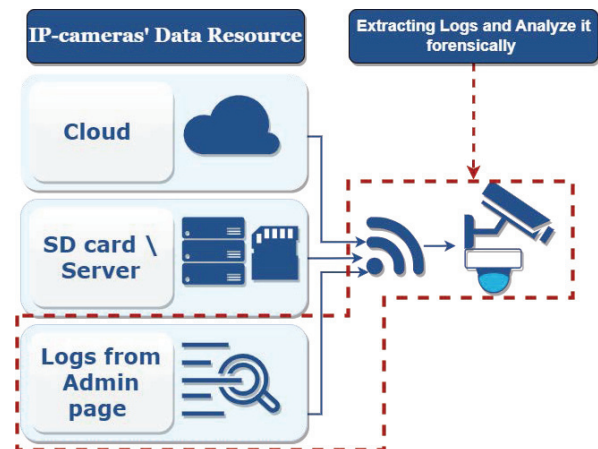 IP-cameras' Data Resource
Extracting Logs and Analyze it
forensically
Cloud
SD card \
Server
Logs from
Admin
page